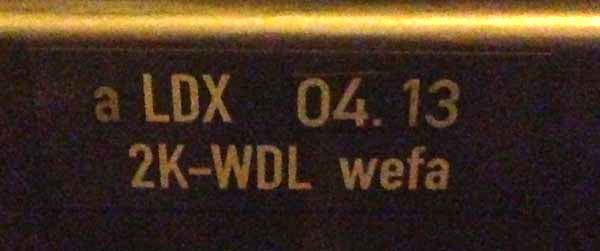 a LDX 04. 13
2K-WDL wefa